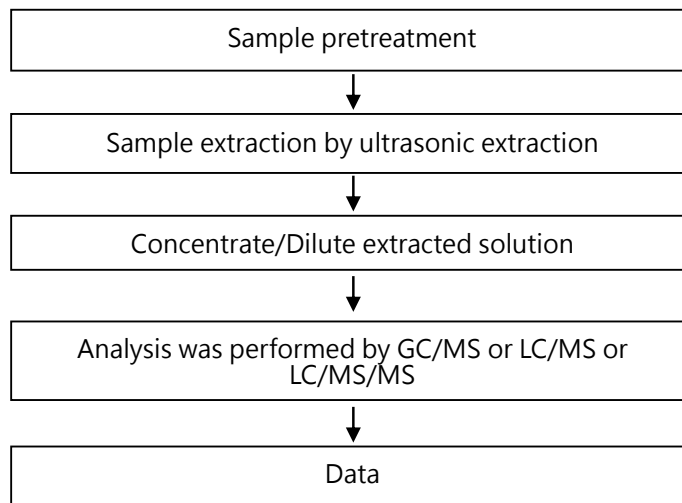 Sample pretreatment
Sample extraction by ultrasonic extraction
Concentrate/Dilute extracted solution
Analysis was performed by GC/MS or LC/MS or
LC/MS/MS
Data